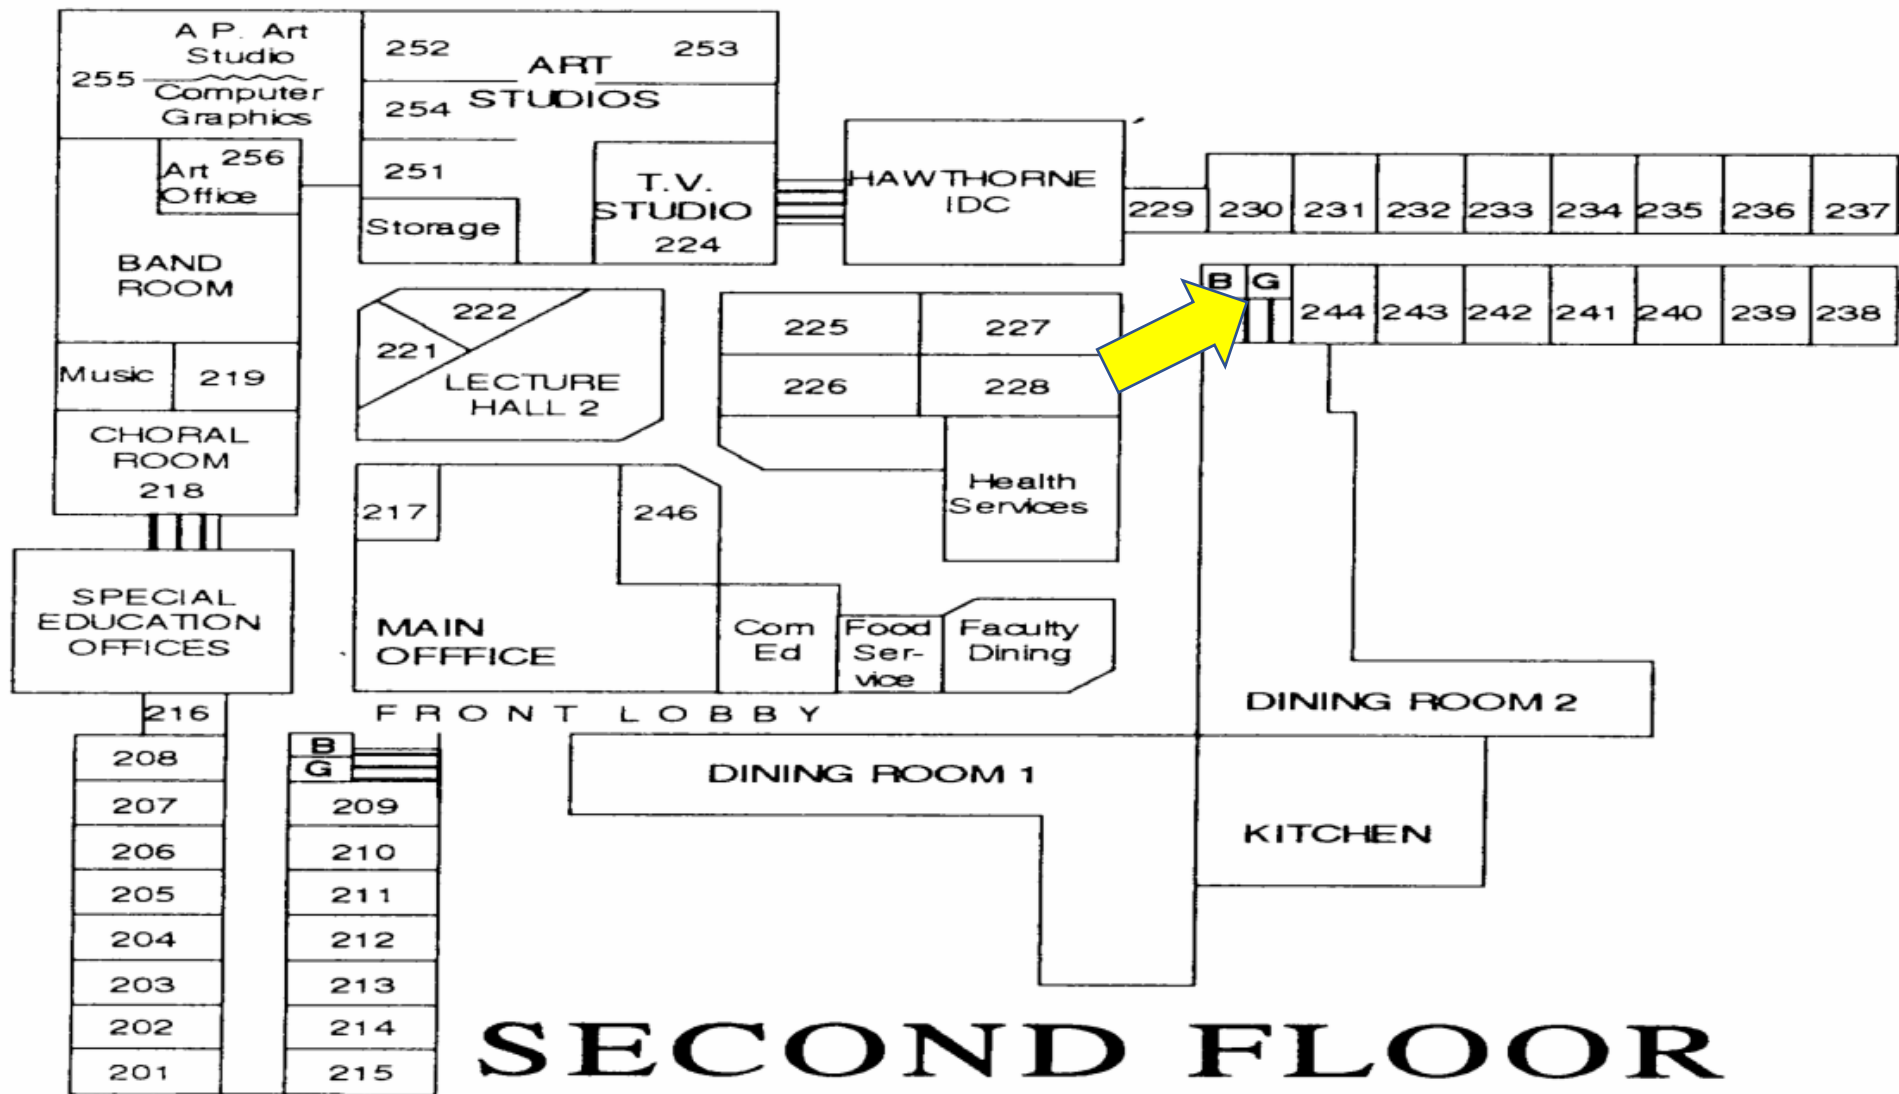 A P. Art
Studio
255
Computer
Graphics
252
ART
253
STUDIOS
254
251
Storage
T.V.
STUDIO
224
256
Art
Office
BAND
ROOM
HAWTHORNE
IDC
229
230
231
232
233
234
235
236
237
B
G
244
243
242
241
240
239
238
222
221
LECTURE
HALL 2
225
227
226
228
Music
219
CHORAL
ROOM
218
217
246
Health
Services
SPECIAL
EDUCATION
OFFICES
MAIN
OFFFICE
Com
Ed
Food
Ser-
vice
Faculty
Dining
216
FRONT LOBBY
DINING ROOM 2
208
B
G
DINING ROOM 1
207
209
KITCHEN
206
210
205
211
204
212
203
213
202
214
201
215
SECOND FLOOR